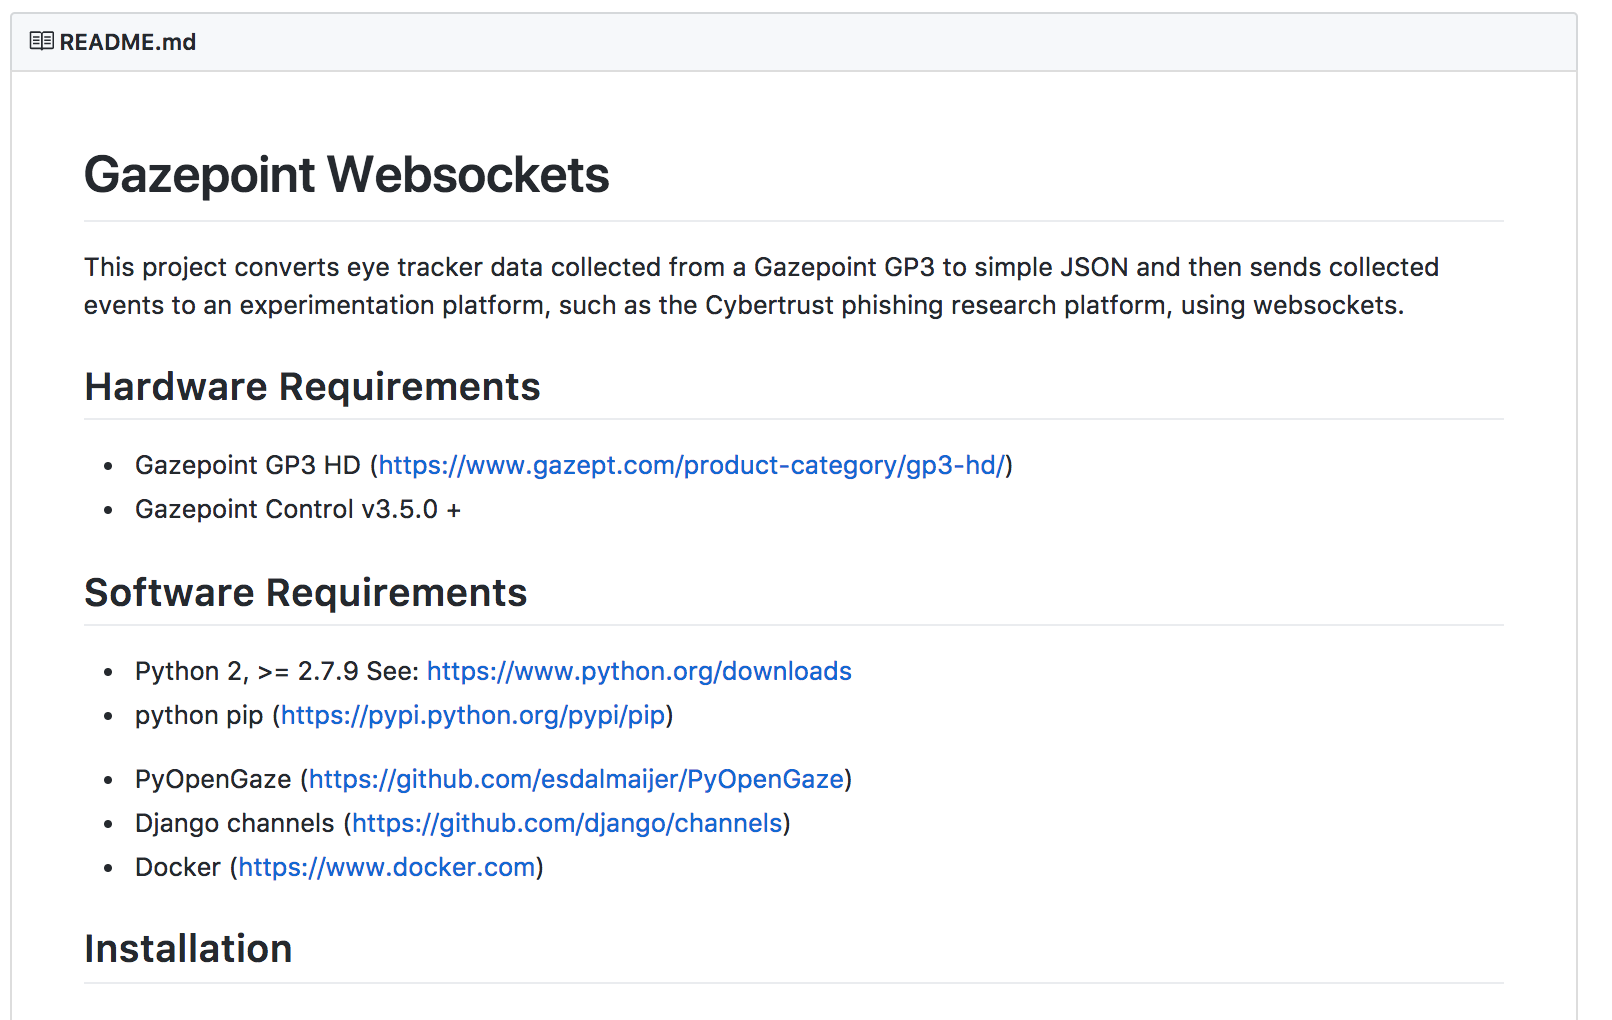 README.md
Gazepoint Websockets
This project converts eye tracker data collected from a Gazepoint GP3 to simple JSON and then sends collected
events to an experimentation platform, such as the Cybertrust phishing research platform, using websockets.
Hardware Requirements
• Gazepoint GP3 HD (https://www.gazept.com/product-category/gp3-hd/)
• Gazepoint Control v3.5.0 +
Software Requirements
• Python 2, >= 2.7.9 See: https://www.python.org/downloads
• python pip (https://pypi.python.org/pypi/pip)
• PyOpenGaze (https://github.com/esdalmaijer/PyOpenGaze)
• Django channels (https://github.com/django/channels)
• Docker (https://www.docker.com)
Installation